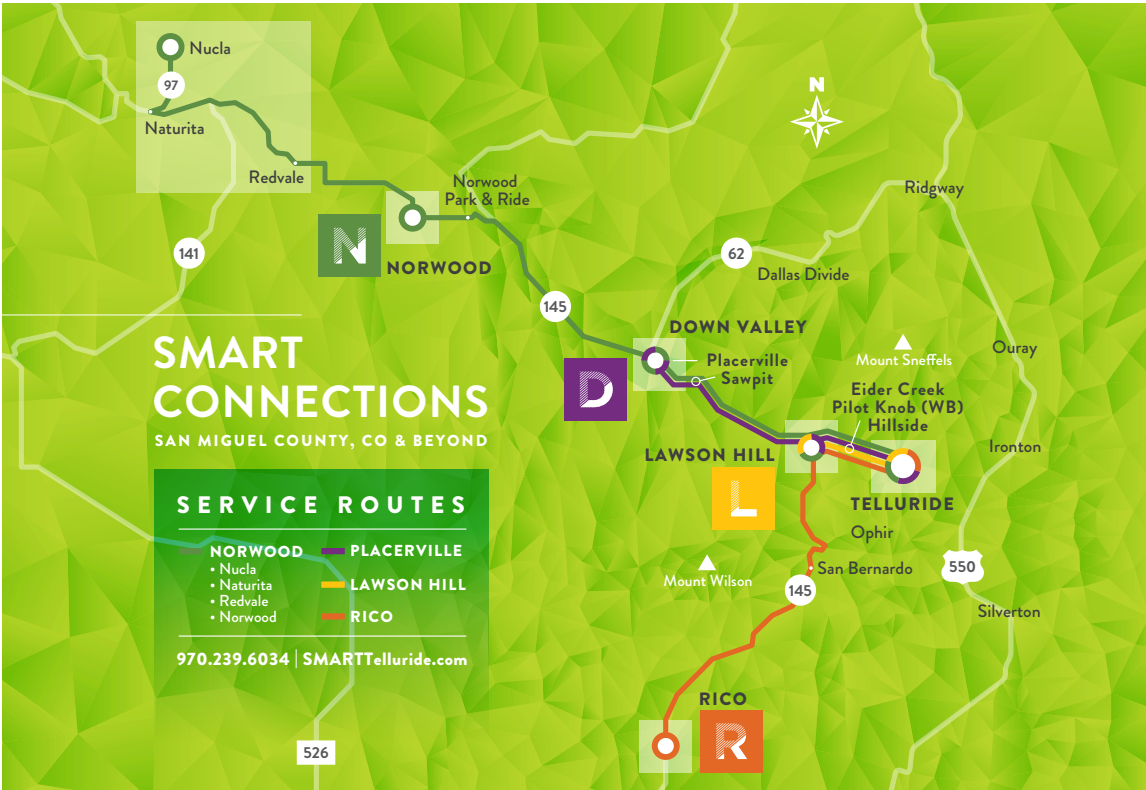 Nucla
97
Naturita
Redvale
Norwood
Park & Ride
N
N
NORWOOD
141
145
62
Dallas Divide
Ridgway
DOWN VALLEY
Placerville
Sawpit
D
Mount Sneffels
Ouray
Eider Creek
Pilot Knob (WB)
Hillside
Ironton
LAWSON HILL
L
TELLURIDE
Ophir
San Bernardo
Mount Wilson
145
550
Silverton
RICO
R
SMART
CONNECTIONS
SAN MIGUEL COUNTY, CO & BEYOND
SERVICE ROUTES
NORWOOD
• Nucla
• Naturita
• Redvale
• Norwood
PLACERVILLE
LAWSON HILL
RICO
970.239.6034 | SMARTTelluride.com
526